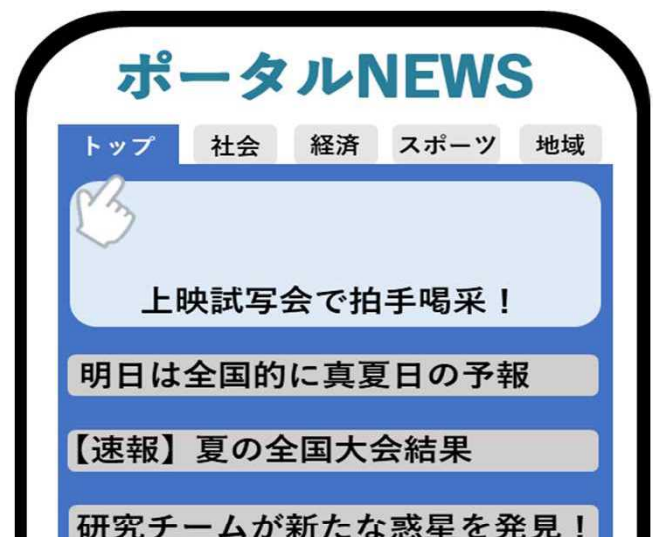 ポータルNEWS
トップ 社会 経済 スポーツ 地域
上映試写会で拍手喝采！
明日は全国的に真夏日の予報
【速報】夏の全国大会結果
研究チームが新たな惑星を発見！